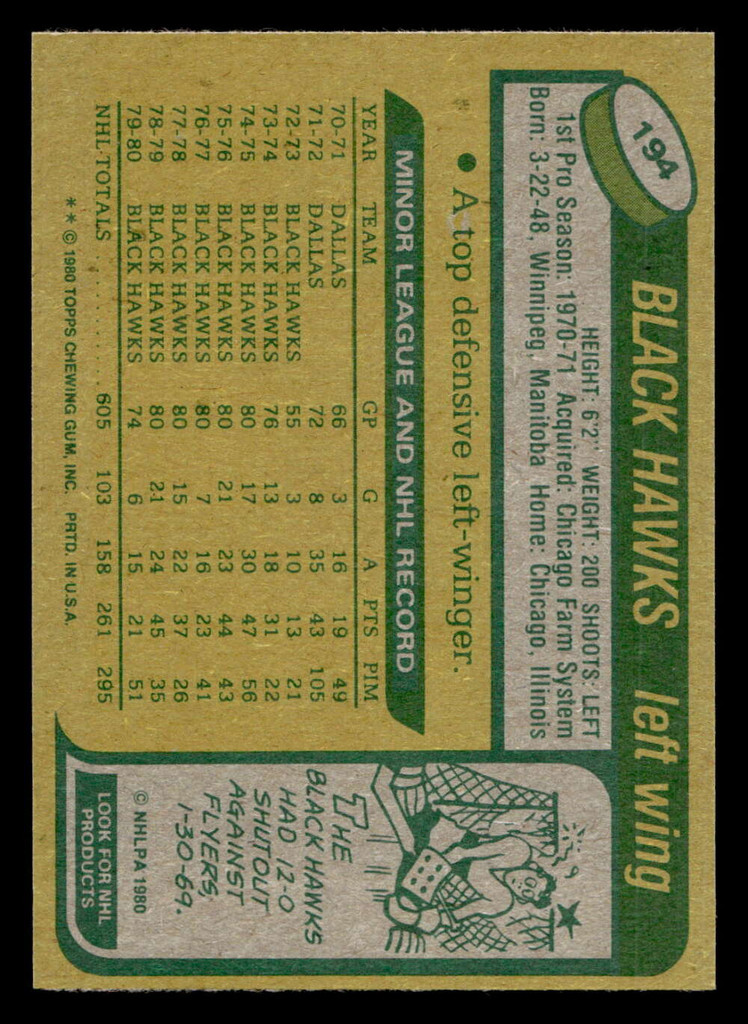 194
BLACK HAWKS left wing
HEIGHT: 6'2" WEIGHT: 200 SHOOTS: LEFT
1st Pro Season: 1970-71 Acquired: Chicago Farm System
Born: 3-22-48, Winnipeg, Manitoba Home: Chicago, Illinois
• A top defensive left-winger.
MINOR LEAGUE AND NHL RECORD
YEAR TEAM GP G A PTS PIM
70-71 DALLAS 66 3 16 19 49
71-72 DALLAS 72 8 35 43 105
72-73 BLACK HAWKS 55 3 10 13 21
73-74 BLACK HAWKS 76 13 18 31 22
74-75 BLACK HAWKS 80 17 30 47 56
75-76 BLACK HAWKS 80 21 23 44 43
76-77 BLACK HAWKS 80 7 16 23 41
77-78 BLACK HAWKS 80 15 22 37 26
78-79 BLACK HAWKS 80 21 24 45 35
79-80 BLACK HAWKS 74 6 15 21 51
NHL TOTALS .......... 605 103 158 261 295
** © 1980 TOPPS CHEWING GUM, INC. PRTD. IN U.S.A.
THE
BLACK HAWKS
HAD 12-0
SHUTOUT
AGAINST
FLYERS,
1-30-69.
© NHLPA 1980
LOOK FOR NHL
PRODUCTS